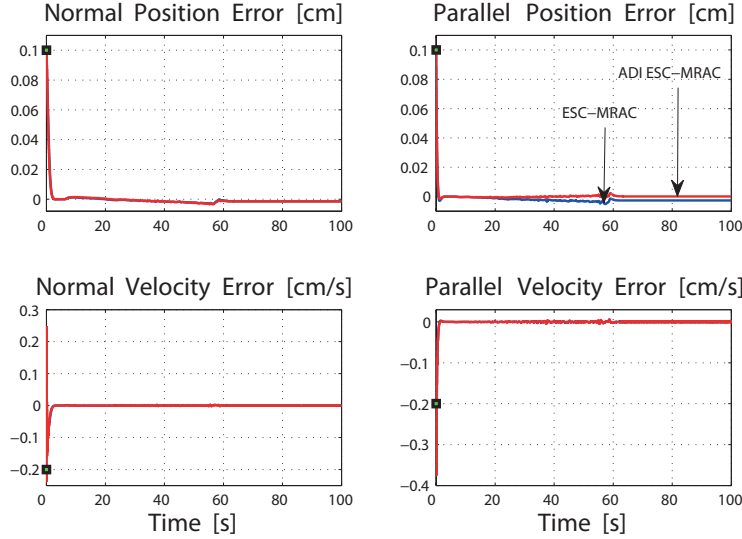 Normal Position Error [cm]
0.1
0.08
0.06
0.04
0.02
0
0 20 40 60 80 100
Parallel Position Error [cm]
0.1
0.08
0.06
0.04
0.02
0
ADI ESC−MRAC
ESC−MRAC
0 20 40 60 80 100
Normal Velocity Error [cm/s]
0.3
0.2
0.1
0
−0.1
−0.2
0 20 40 60 80 100
Time [s]
Parallel Velocity Error [cm/s]
0
−0.1
−0.2
−0.3
−0.4
0 20 40 60 80 100
Time [s]